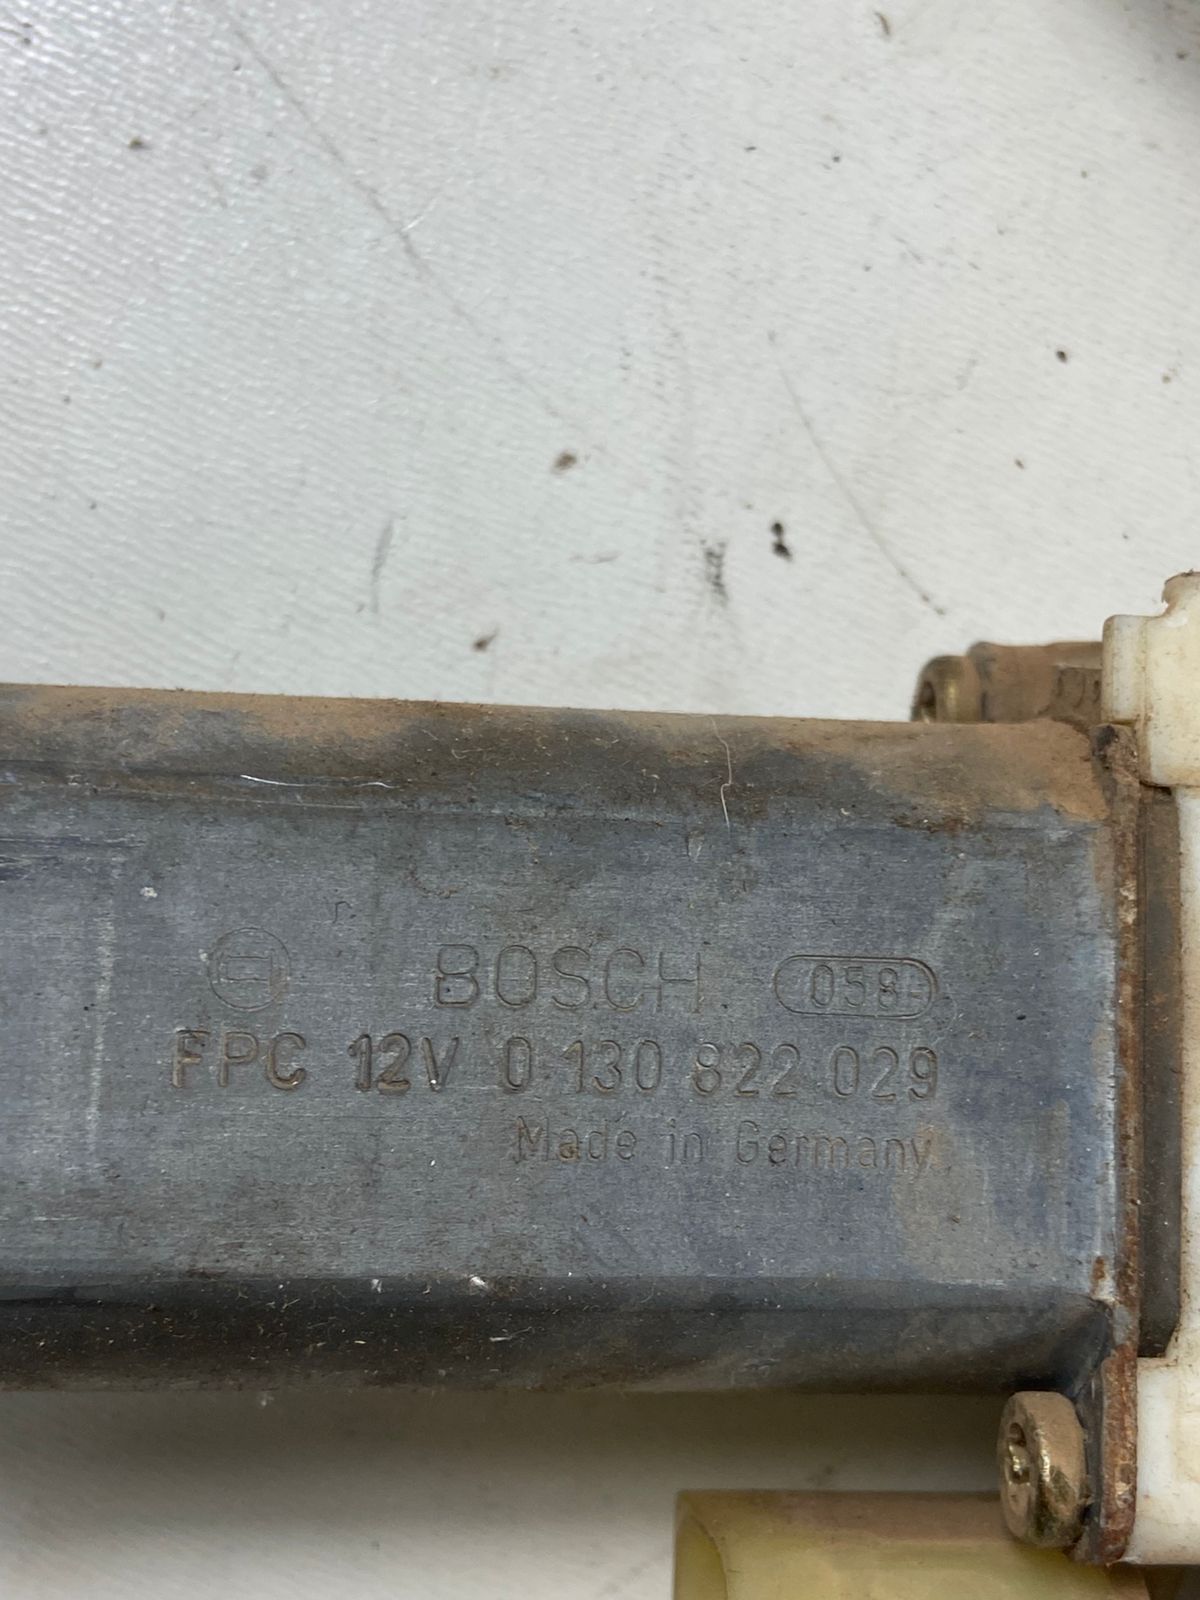 BOSCH 058
FPC 12V 0 130 822 029
Made in Germany